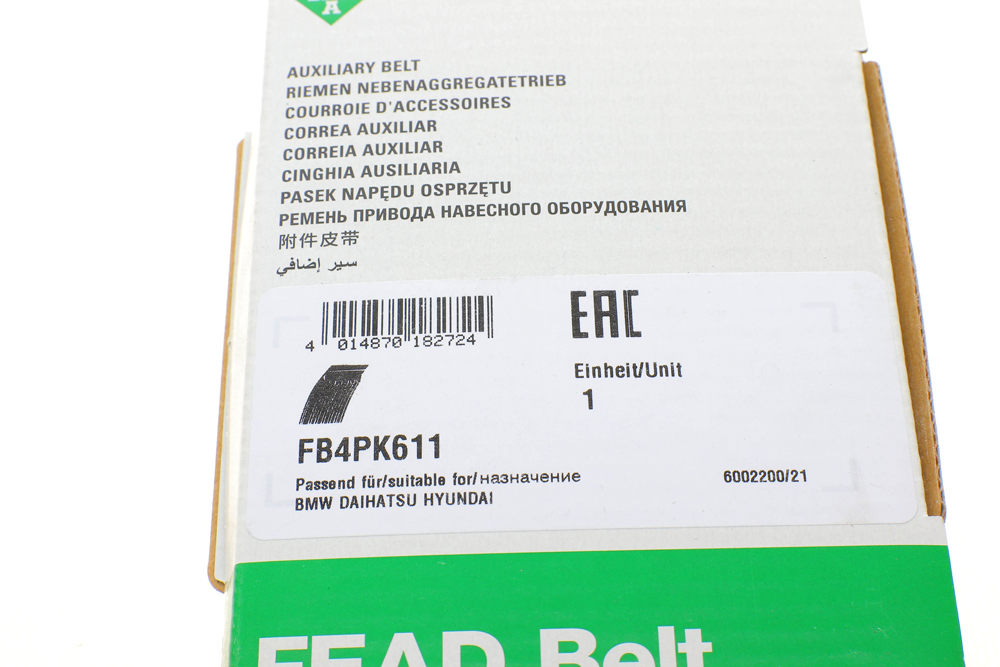 A
AUXILIARY BELT
RIEMEN NEBENAGGREGATETRIEB
COURROIE D'ACCESSOIRES
CORREA AUXILIAR
CORREIA AUXILIAR
CINGHIA AUSILIARIA
PASEK NAPĘDU OSPRZĘTU
РЕМЕНЬ ПРИВОДА НАВЕСНОГО ОБОРУДОВАНИЯ
附件皮带
سير إضافي
4 014870 182724
EAC
Einheit/Unit
1
FB4PK611
Passend für/suitable for/назначение
6002200/21
BMW DAIHATSU HYUNDAI
FEAD Belt